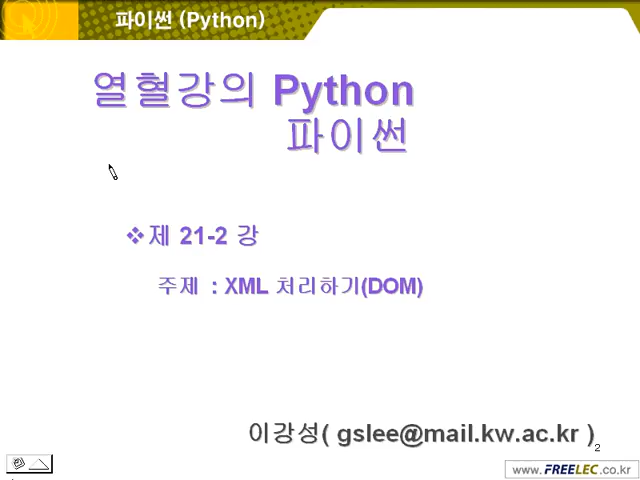 파이썬 (Python)
열혈강의 Python
파이썬
❖제 21-2 강
주제 : XML 처리하기(DOM)
이강성( gslee@mail.kw.ac.kr )
2
www.FREELEC.co.kr